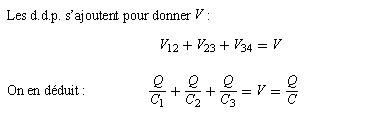 Les d.d.p. s'ajoutent pour donner V :
V₁₂ + V₂₃ + V₃₄ = V
On en déduit : Q/C₁ + Q/C₂ + Q/C₃ = V = Q/C